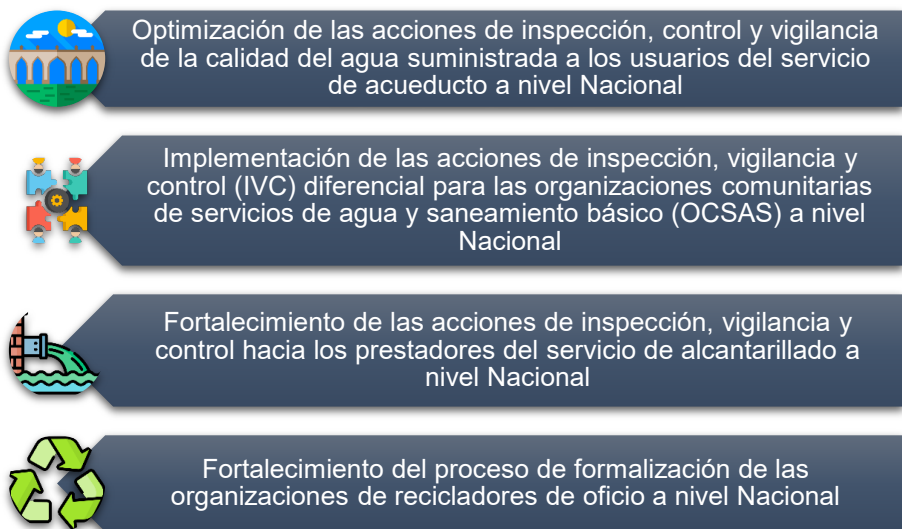 Optimización de las acciones de inspección, control y vigilancia
de la calidad del agua suministrada a los usuarios del servicio
de acueducto a nivel Nacional
Implementación de las acciones de inspección, vigilancia y
control (IVC) diferencial para las organizaciones comunitarias
de servicios de agua y saneamiento básico (OCSAS) a nivel
Nacional
Fortalecimiento de las acciones de inspección, vigilancia y
control hacia los prestadores del servicio de alcantarillado a
nivel Nacional
Fortalecimiento del proceso de formalización de las
organizaciones de recicladores de oficio a nivel Nacional